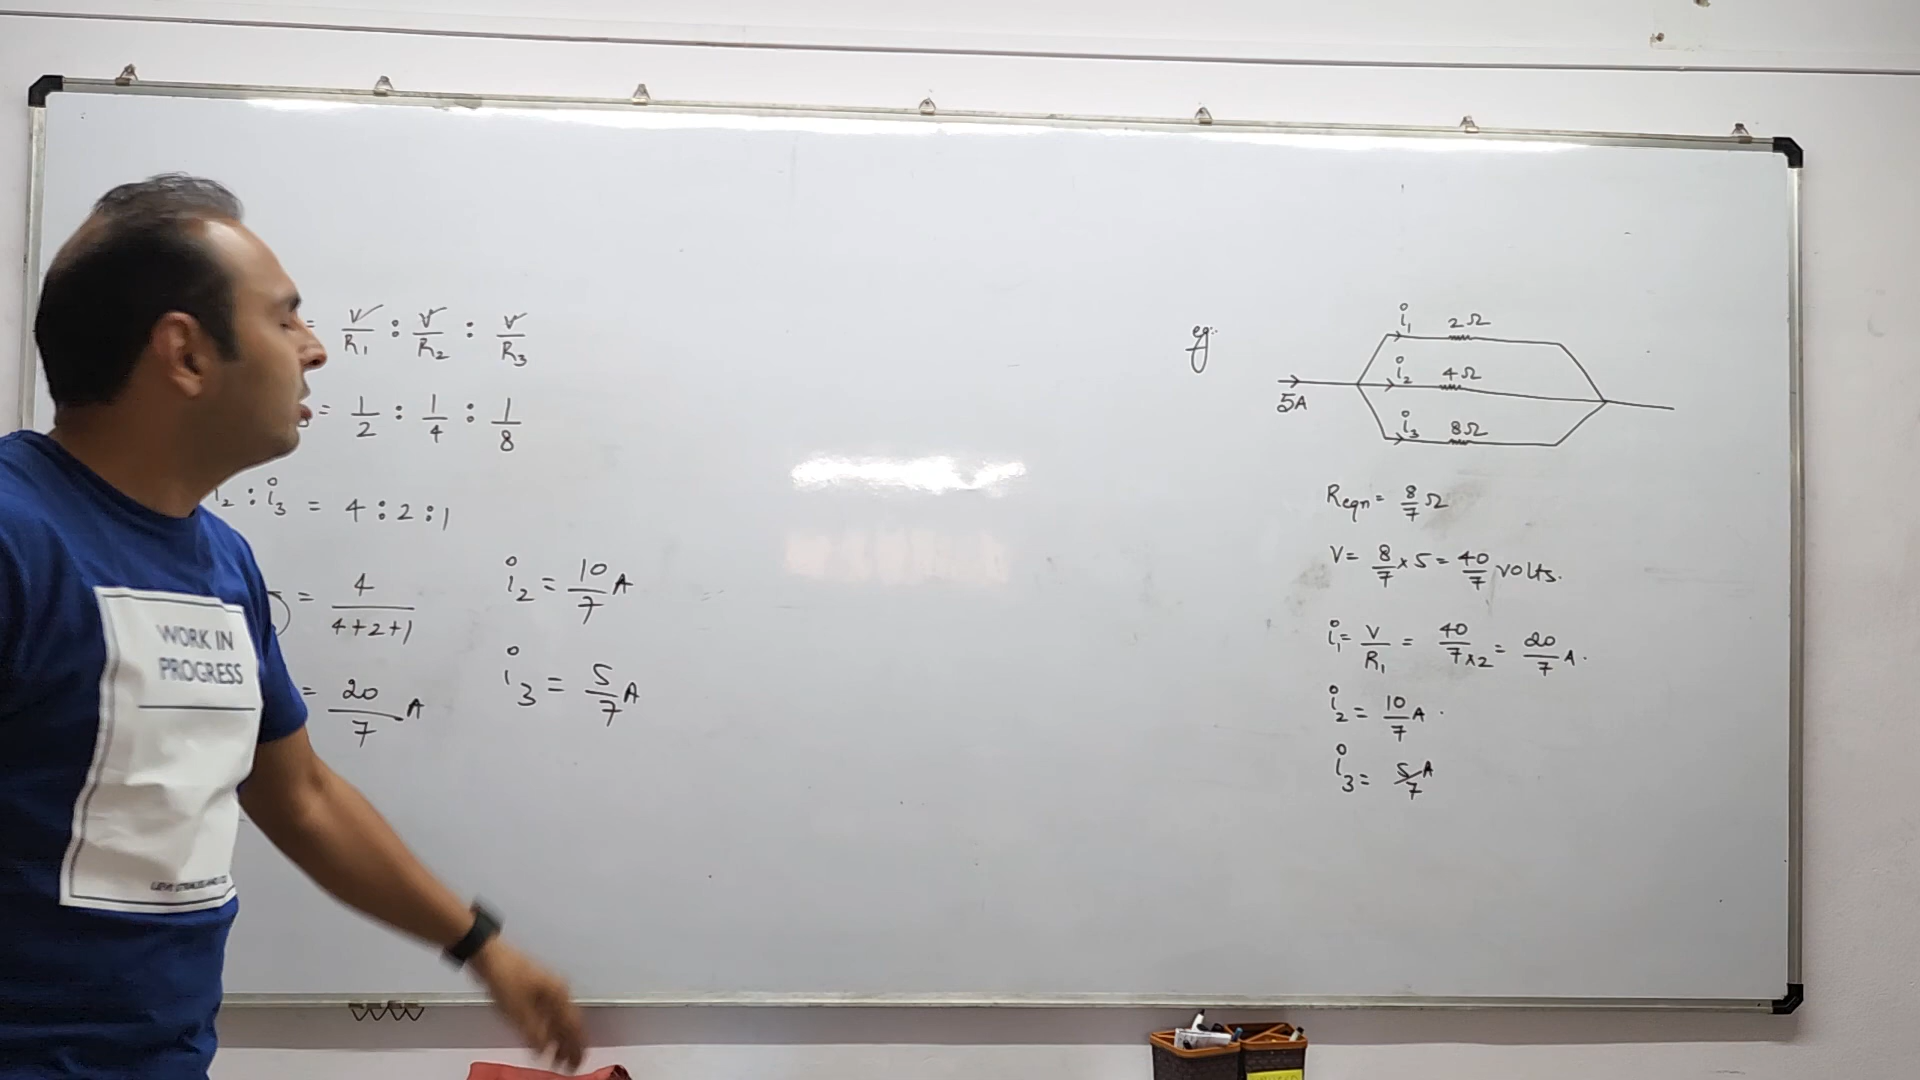 = V/R₁ : V/R₂ : V/R₃
= 1/2 : 1/4 : 1/8
i₂ : i₃ = 4 : 2 : 1
= 4/(4+2+1)
= 20/7 A
i₂ = 10/7 A
i₃ = 5/7 A
WORK IN
PROGRESS
eg:
i₁ 2Ω
i₂ 4Ω
5A
i₃ 8Ω
Reqn = 8/7 Ω
V = 8/7 × 5 = 40/7 volts.
i₁ = V/R₁ = 40/7×2 = 20/7 A.
i₂ = 10/7 A.
i₃ = 5/7 A